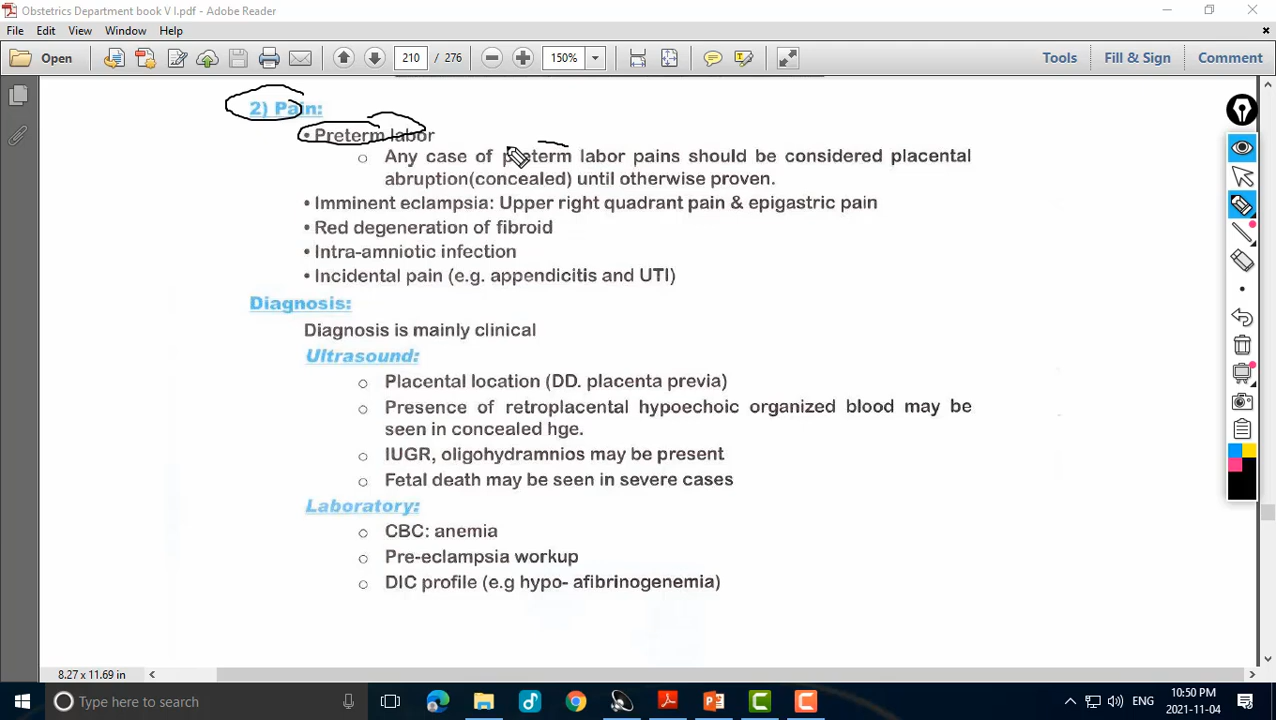 Obstetrics Department book V I.pdf - Adobe Reader
File Edit View Window Help
Open 210 / 276 150% Tools Fill & Sign Comment
2) Pain:
• Preterm labor
o Any case of preterm labor pains should be considered placental
abruption(concealed) until otherwise proven.
• Imminent eclampsia: Upper right quadrant pain & epigastric pain
• Red degeneration of fibroid
• Intra-amniotic infection
• Incidental pain (e.g. appendicitis and UTI)
Diagnosis:
Diagnosis is mainly clinical
Ultrasound:
o Placental location (DD. placenta previa)
o Presence of retroplacental hypoechoic organized blood may be
seen in concealed hge.
o IUGR, oligohydramnios may be present
o Fetal death may be seen in severe cases
Laboratory:
o CBC: anemia
o Pre-eclampsia workup
o DIC profile (e.g hypo- afibrinogenemia)
8.27 x 11.69 in
Type here to search ENG 10:50 PM
2021-11-04